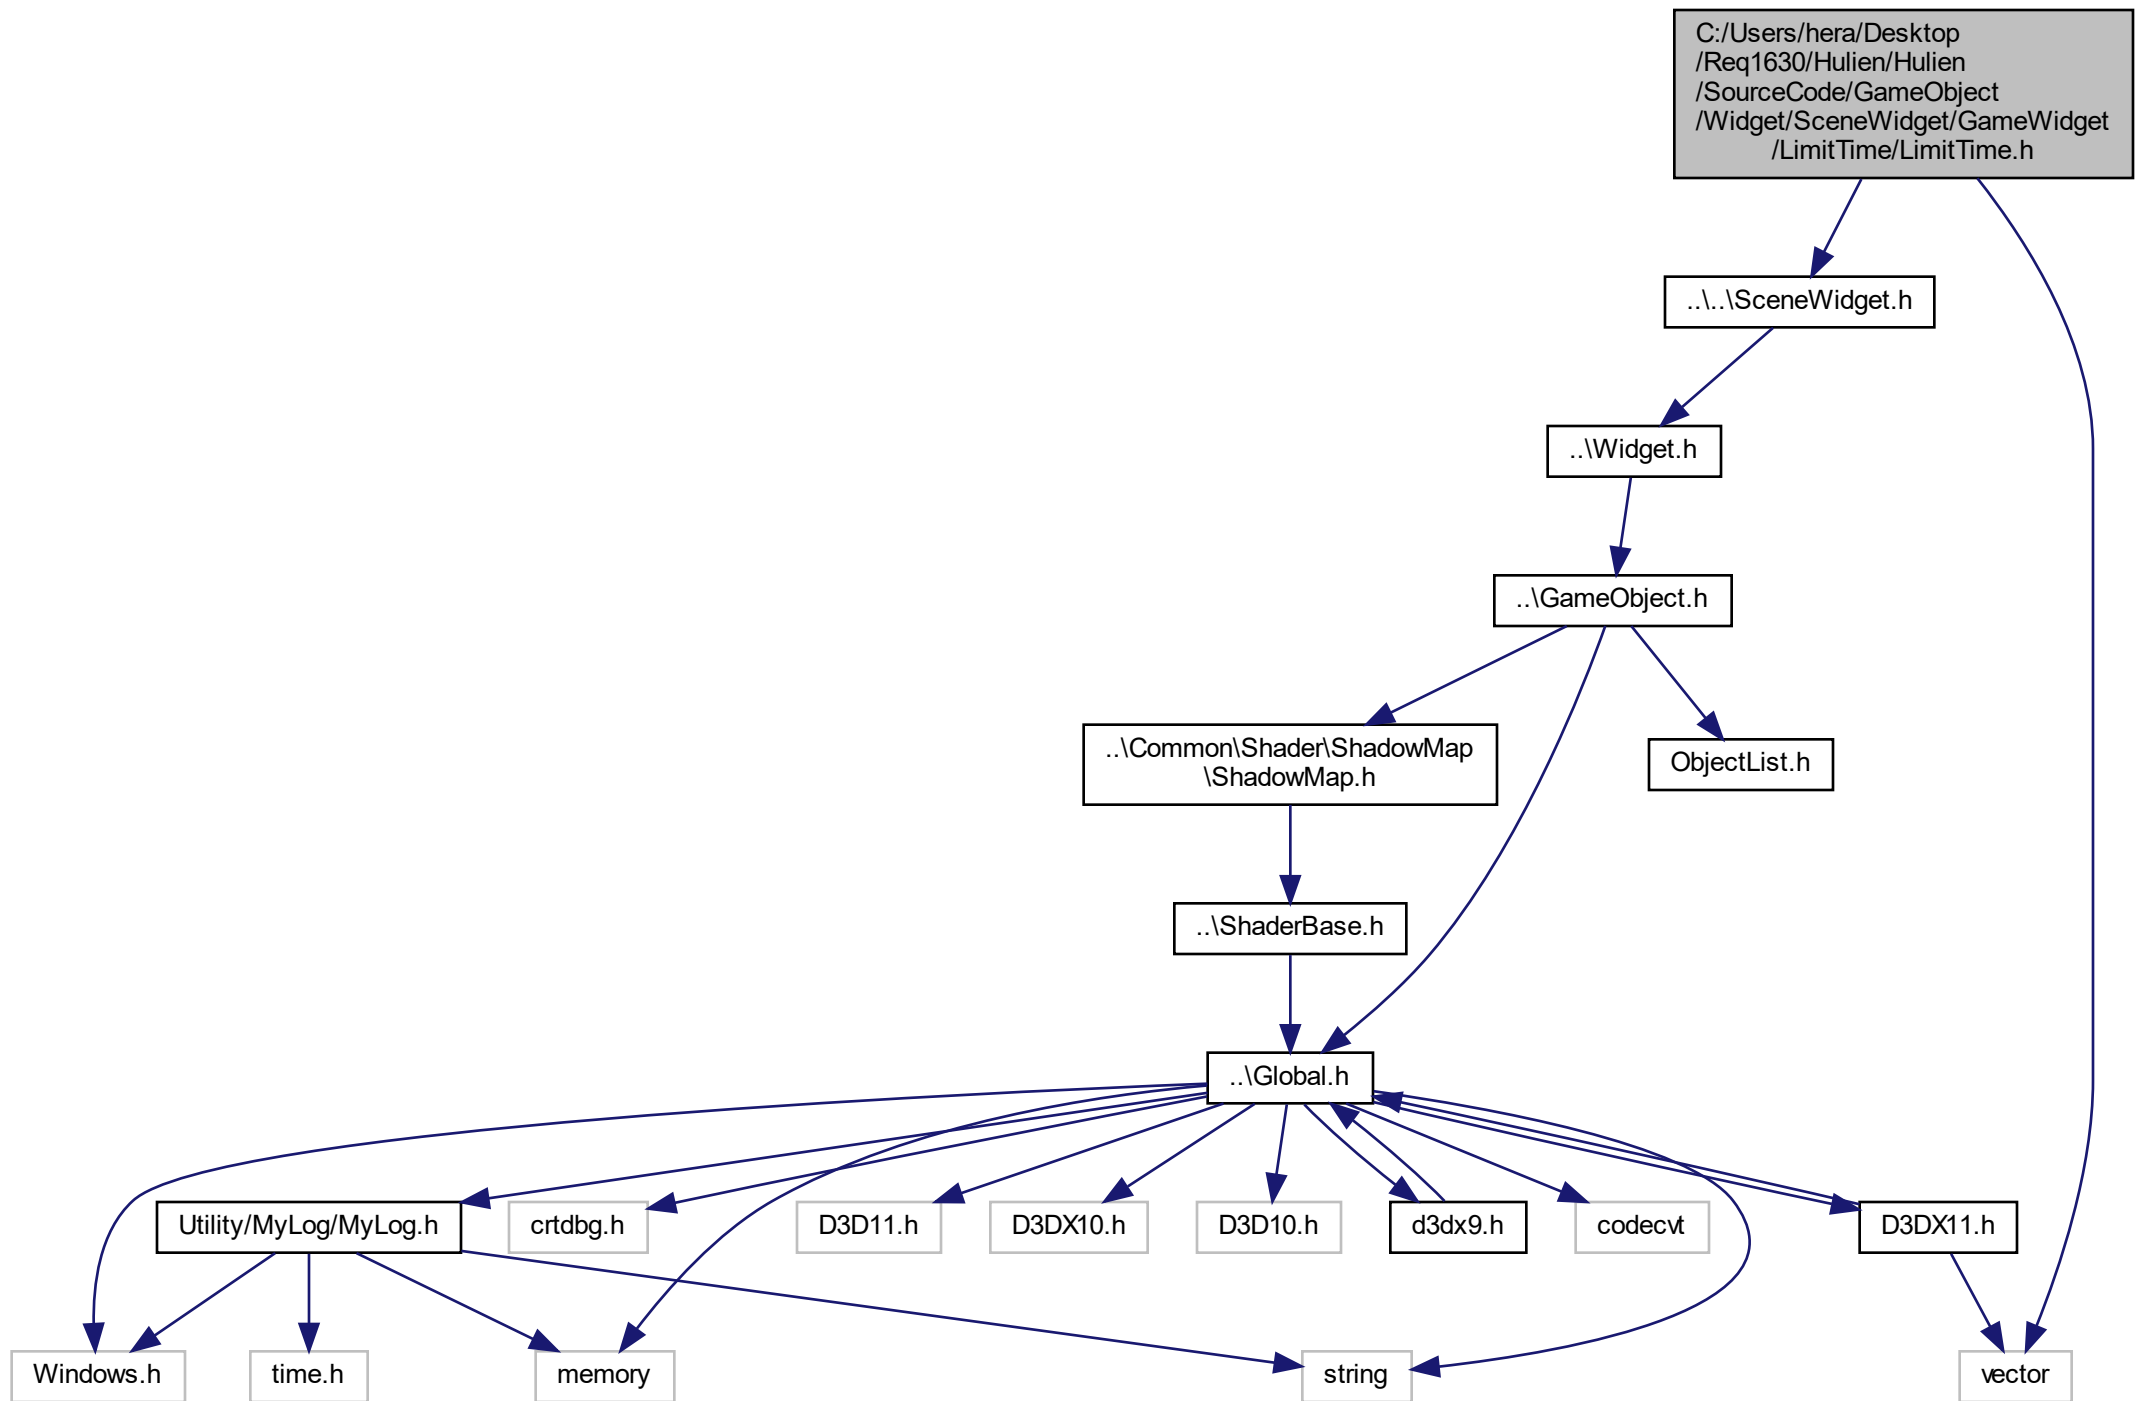 C:/Users/hera/Desktop
/Req1630/Hulien/Hulien
/SourceCode/GameObject
/Widget/SceneWidget/GameWidget
/LimitTime/LimitTime.h
..\..\SceneWidget.h
..\Widget.h
..\GameObject.h
..\Common\Shader\ShadowMap
\ShadowMap.h
ObjectList.h
..\ShaderBase.h
..\Global.h
Utility/MyLog/MyLog.h
crtdbg.h
D3D11.h
D3DX10.h
D3D10.h
d3dx9.h
codecvt
D3DX11.h
Windows.h
time.h
memory
string
vector